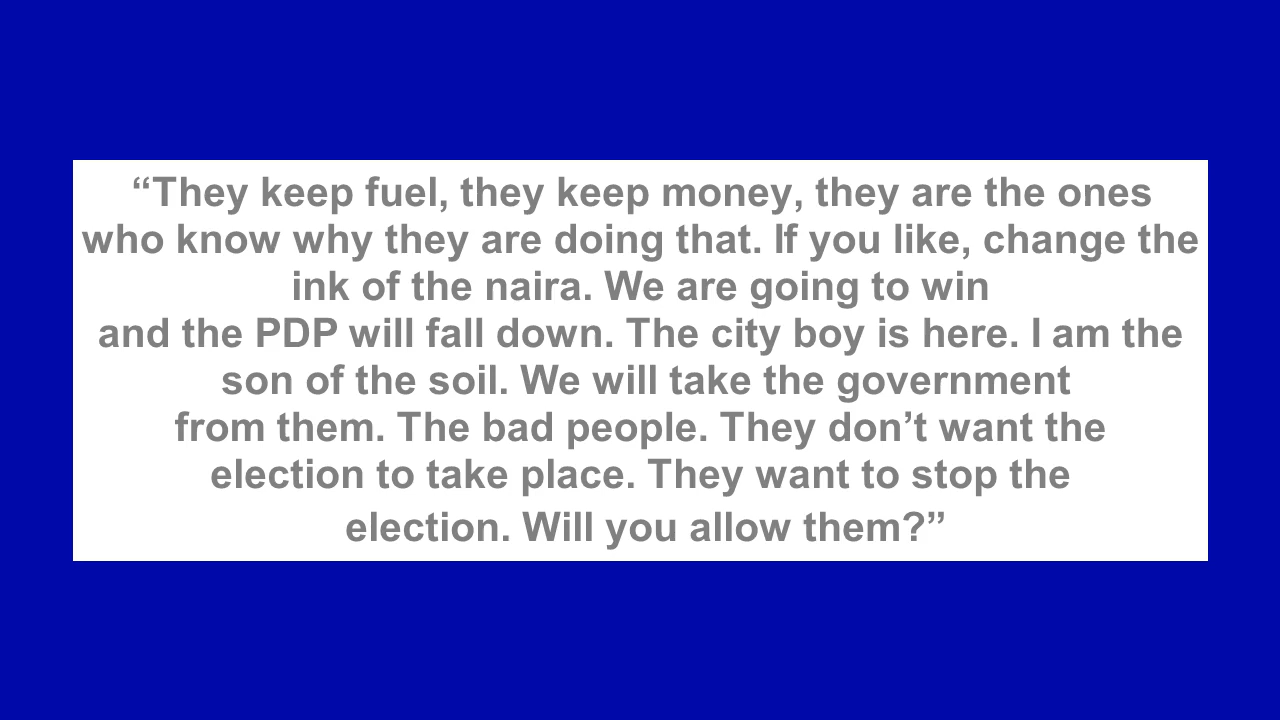 “They keep fuel, they keep money, they are the ones
who know why they are doing that. If you like, change the
ink of the naira. We are going to win
and the PDP will fall down. The city boy is here. I am the
son of the soil. We will take the government
from them. The bad people. They don’t want the
election to take place. They want to stop the
election. Will you allow them?”